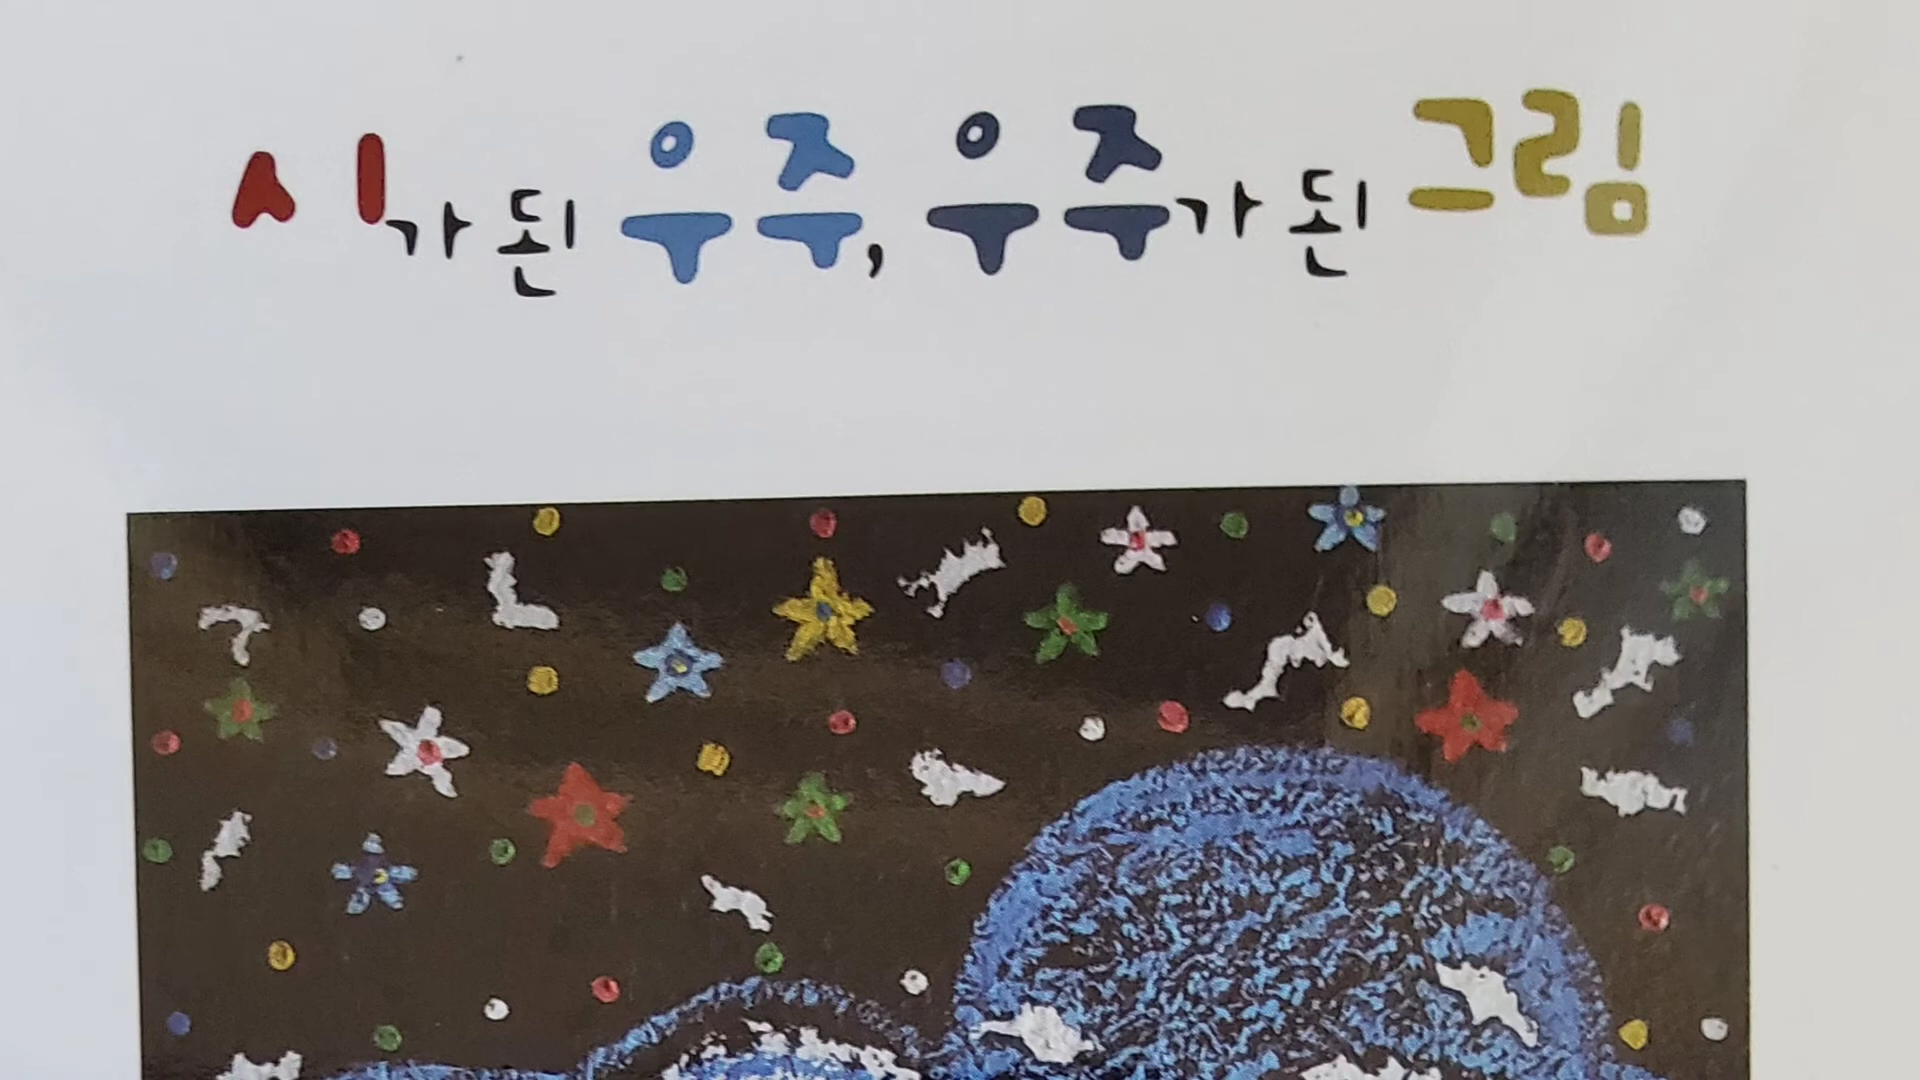 시가 된 우주, 우주가 된 그림